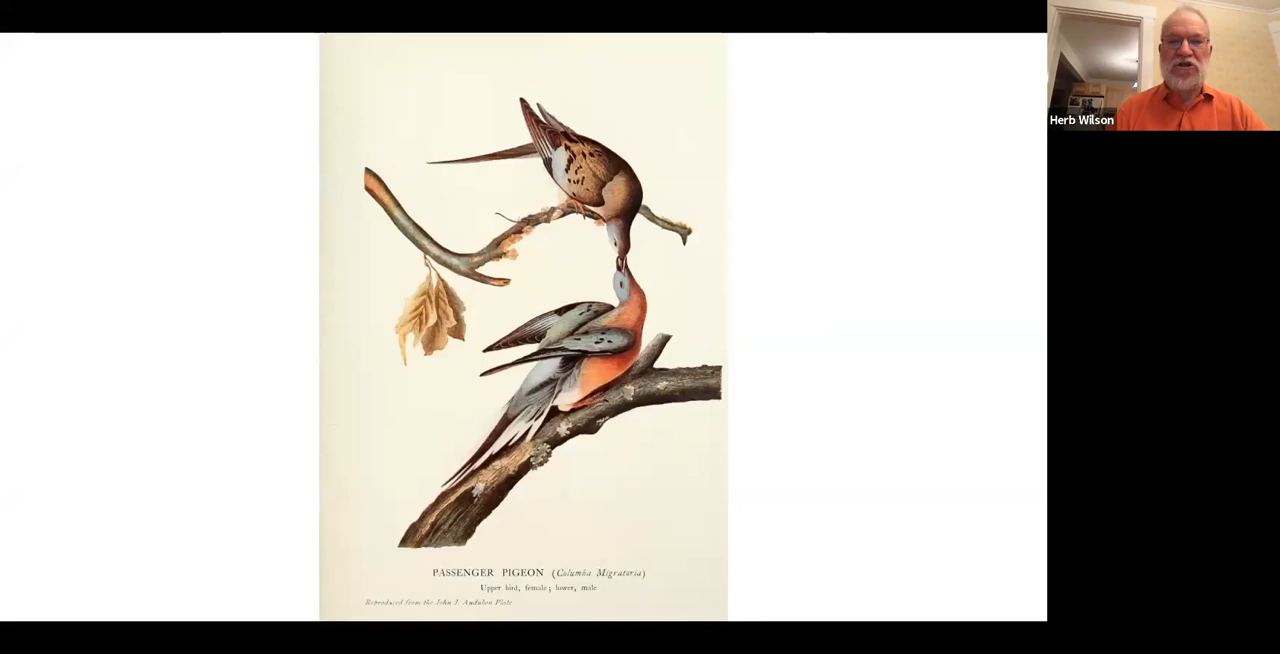 Herb Wilson
PASSENGER PIGEON (Columba Migratoria)
Upper bird, female; lower, male
Reproduced from the John J. Audubon Plate